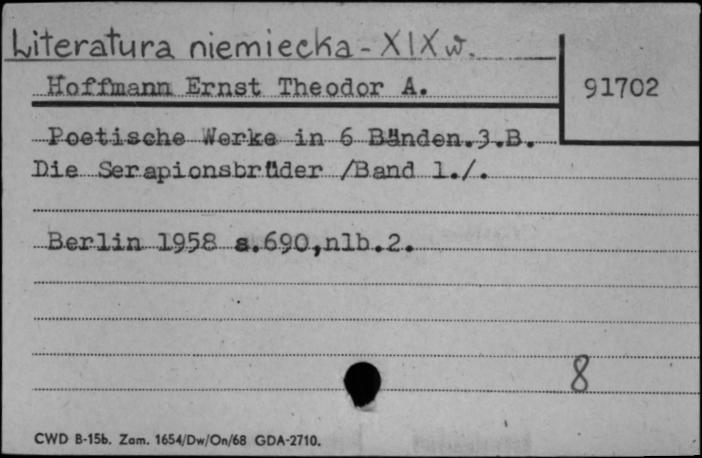 Literatura niemiecka - XIX w.
Hoffmann Ernst Theodor A.
91702
Poetische Werke in 6 Bänden.3.B.
Die Serapionsbrüder /Band 1./.
Berlin 1958 s.690,nlb.2.
8
CWD B-15b. Zam. 1654/Dw/On/68 GDA-2710.